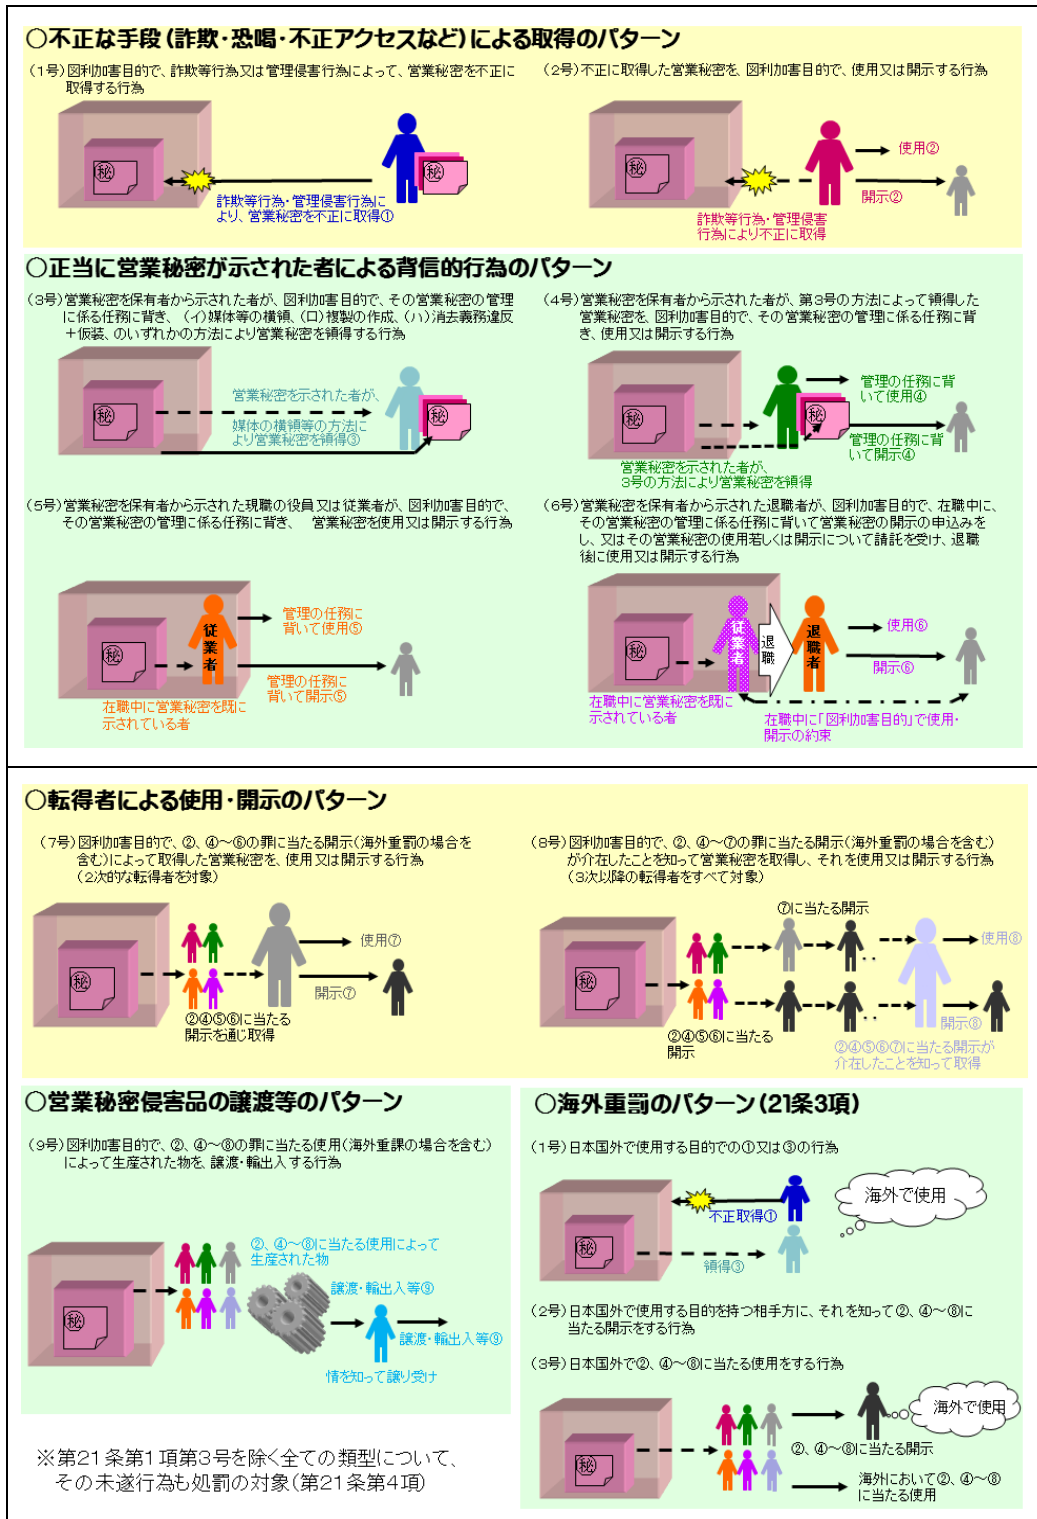 ○不正な手段(詐欺・恐喝・不正アクセスなど)による取得のパターン
(1号)図利加害目的で、詐欺等行為又は管理侵害行為によって、営業秘密を不正に
取得する行為
秘
秘
詐欺等行為・管理侵害行為に
より、営業秘密を不正に取得①
(2号)不正に取得した営業秘密を、図利加害目的で、使用又は開示する行為
秘
使用②
開示②
詐欺等行為・管理侵害
行為により不正に取得
○正当に営業秘密が示された者による背信的行為のパターン
(3号)営業秘密を保有者から示された者が、図利加害目的で、その営業秘密の管理
に係る任務に背き、(イ)媒体等の横領、(ロ)複製の作成、(ハ)消去義務違反
+仮装、のいずれかの方法により営業秘密を領得する行為
秘
営業秘密を示された者が、
媒体の横領等の方法に
より営業秘密を領得③
秘
(4号)営業秘密を保有者から示された者が、第3号の方法によって領得した
営業秘密を、図利加害目的で、その営業秘密の管理に係る任務に背
き、使用又は開示する行為
秘
秘
管理の任務に背
いて使用④
管理の任務に背
いて開示④
営業秘密を示された者が、
3号の方法により営業秘密を領得
(5号)営業秘密を保有者から示された現職の役員又は従業者が、図利加害目的で、
その営業秘密の管理に係る任務に背き、 営業秘密を使用又は開示する行為
秘
従業者
管理の任務に
背いて使用⑤
管理の任務に
背いて開示⑤
在職中に営業秘密を既に
示されている者
(6号)営業秘密を保有者から示された退職者が、図利加害目的で、在職中に、
その営業秘密の管理に係る任務に背いて営業秘密の開示の申込みを
し、又はその営業秘密の使用若しくは開示について請託を受け、退職
後に使用又は開示する行為
秘
従業者
退職
退職者
使用⑥
開示⑥
在職中に営業秘密を既に
示されている者
在職中に「図利加害目的」で使用・
開示の約束
○転得者による使用・開示のパターン
(7号)図利加害目的で、②、④~⑥の罪に当たる開示(海外重罰の場合を
含む)によって取得した営業秘密を、使用又は開示する行為
(2次的な転得者を対象)
秘
使用⑦
開示⑦
②④⑤⑥に当たる
開示を通じ取得
(8号)図利加害目的で、②、④~⑦の罪に当たる開示(海外重罰の場合を含む)
が介在したことを知って営業秘密を取得し、それを使用又は開示する行為
(3次以降の転得者をすべて対象)
⑦に当たる開示
秘
使用⑧
開示⑧
②④⑤⑥に当たる
開示
②④⑤⑥⑦に当たる開示が
介在したことを知って取得
○営業秘密侵害品の譲渡等のパターン
(9号)図利加害目的で、②、④~⑧の罪に当たる使用(海外重課の場合を含む)
によって生産された物を、譲渡・輸出入する行為
秘
②、④~⑧に当たる使用によって
生産された物
譲渡・輸出入等⑨
譲渡・輸出入等⑨
情を知って譲り受け
※第21条第1項第3号を除く全ての類型について、
その未遂行為も処罰の対象(第21条第4項)
○海外重罰のパターン(21条3項)
(1号)日本国外で使用する目的での①又は③の行為
秘
不正取得①
領得③
海外で使用
(2号)日本国外で使用する目的を持つ相手方に、それを知って②、④~⑧に
当たる開示をする行為
(3号)日本国外で②、④~⑧に当たる使用をする行為
秘
海外で使用
②、④~⑧に当たる開示
海外において②、④~⑧
に当たる使用